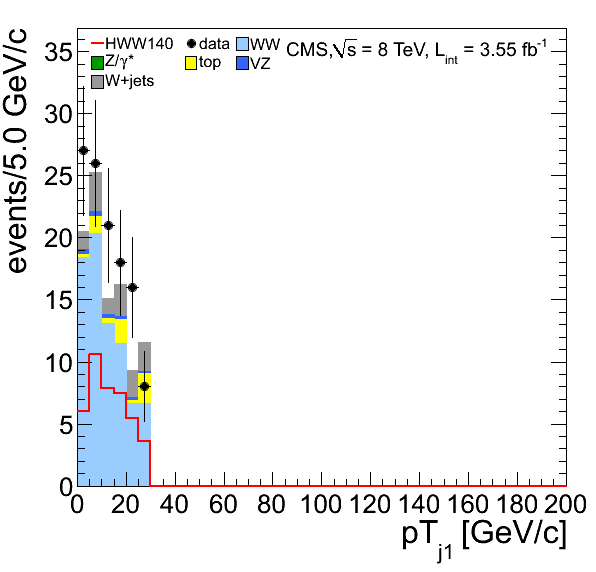 HWW140 data WW CMS,√s = 8 TeV, L_int = 3.55 fb⁻¹
Z/γ* top VZ
W+jets
events/5.0 GeV/c
35
30
25
20
15
10
5
0
0 20 40 60 80 100 120 140 160 180 200
pT_j1 [GeV/c]